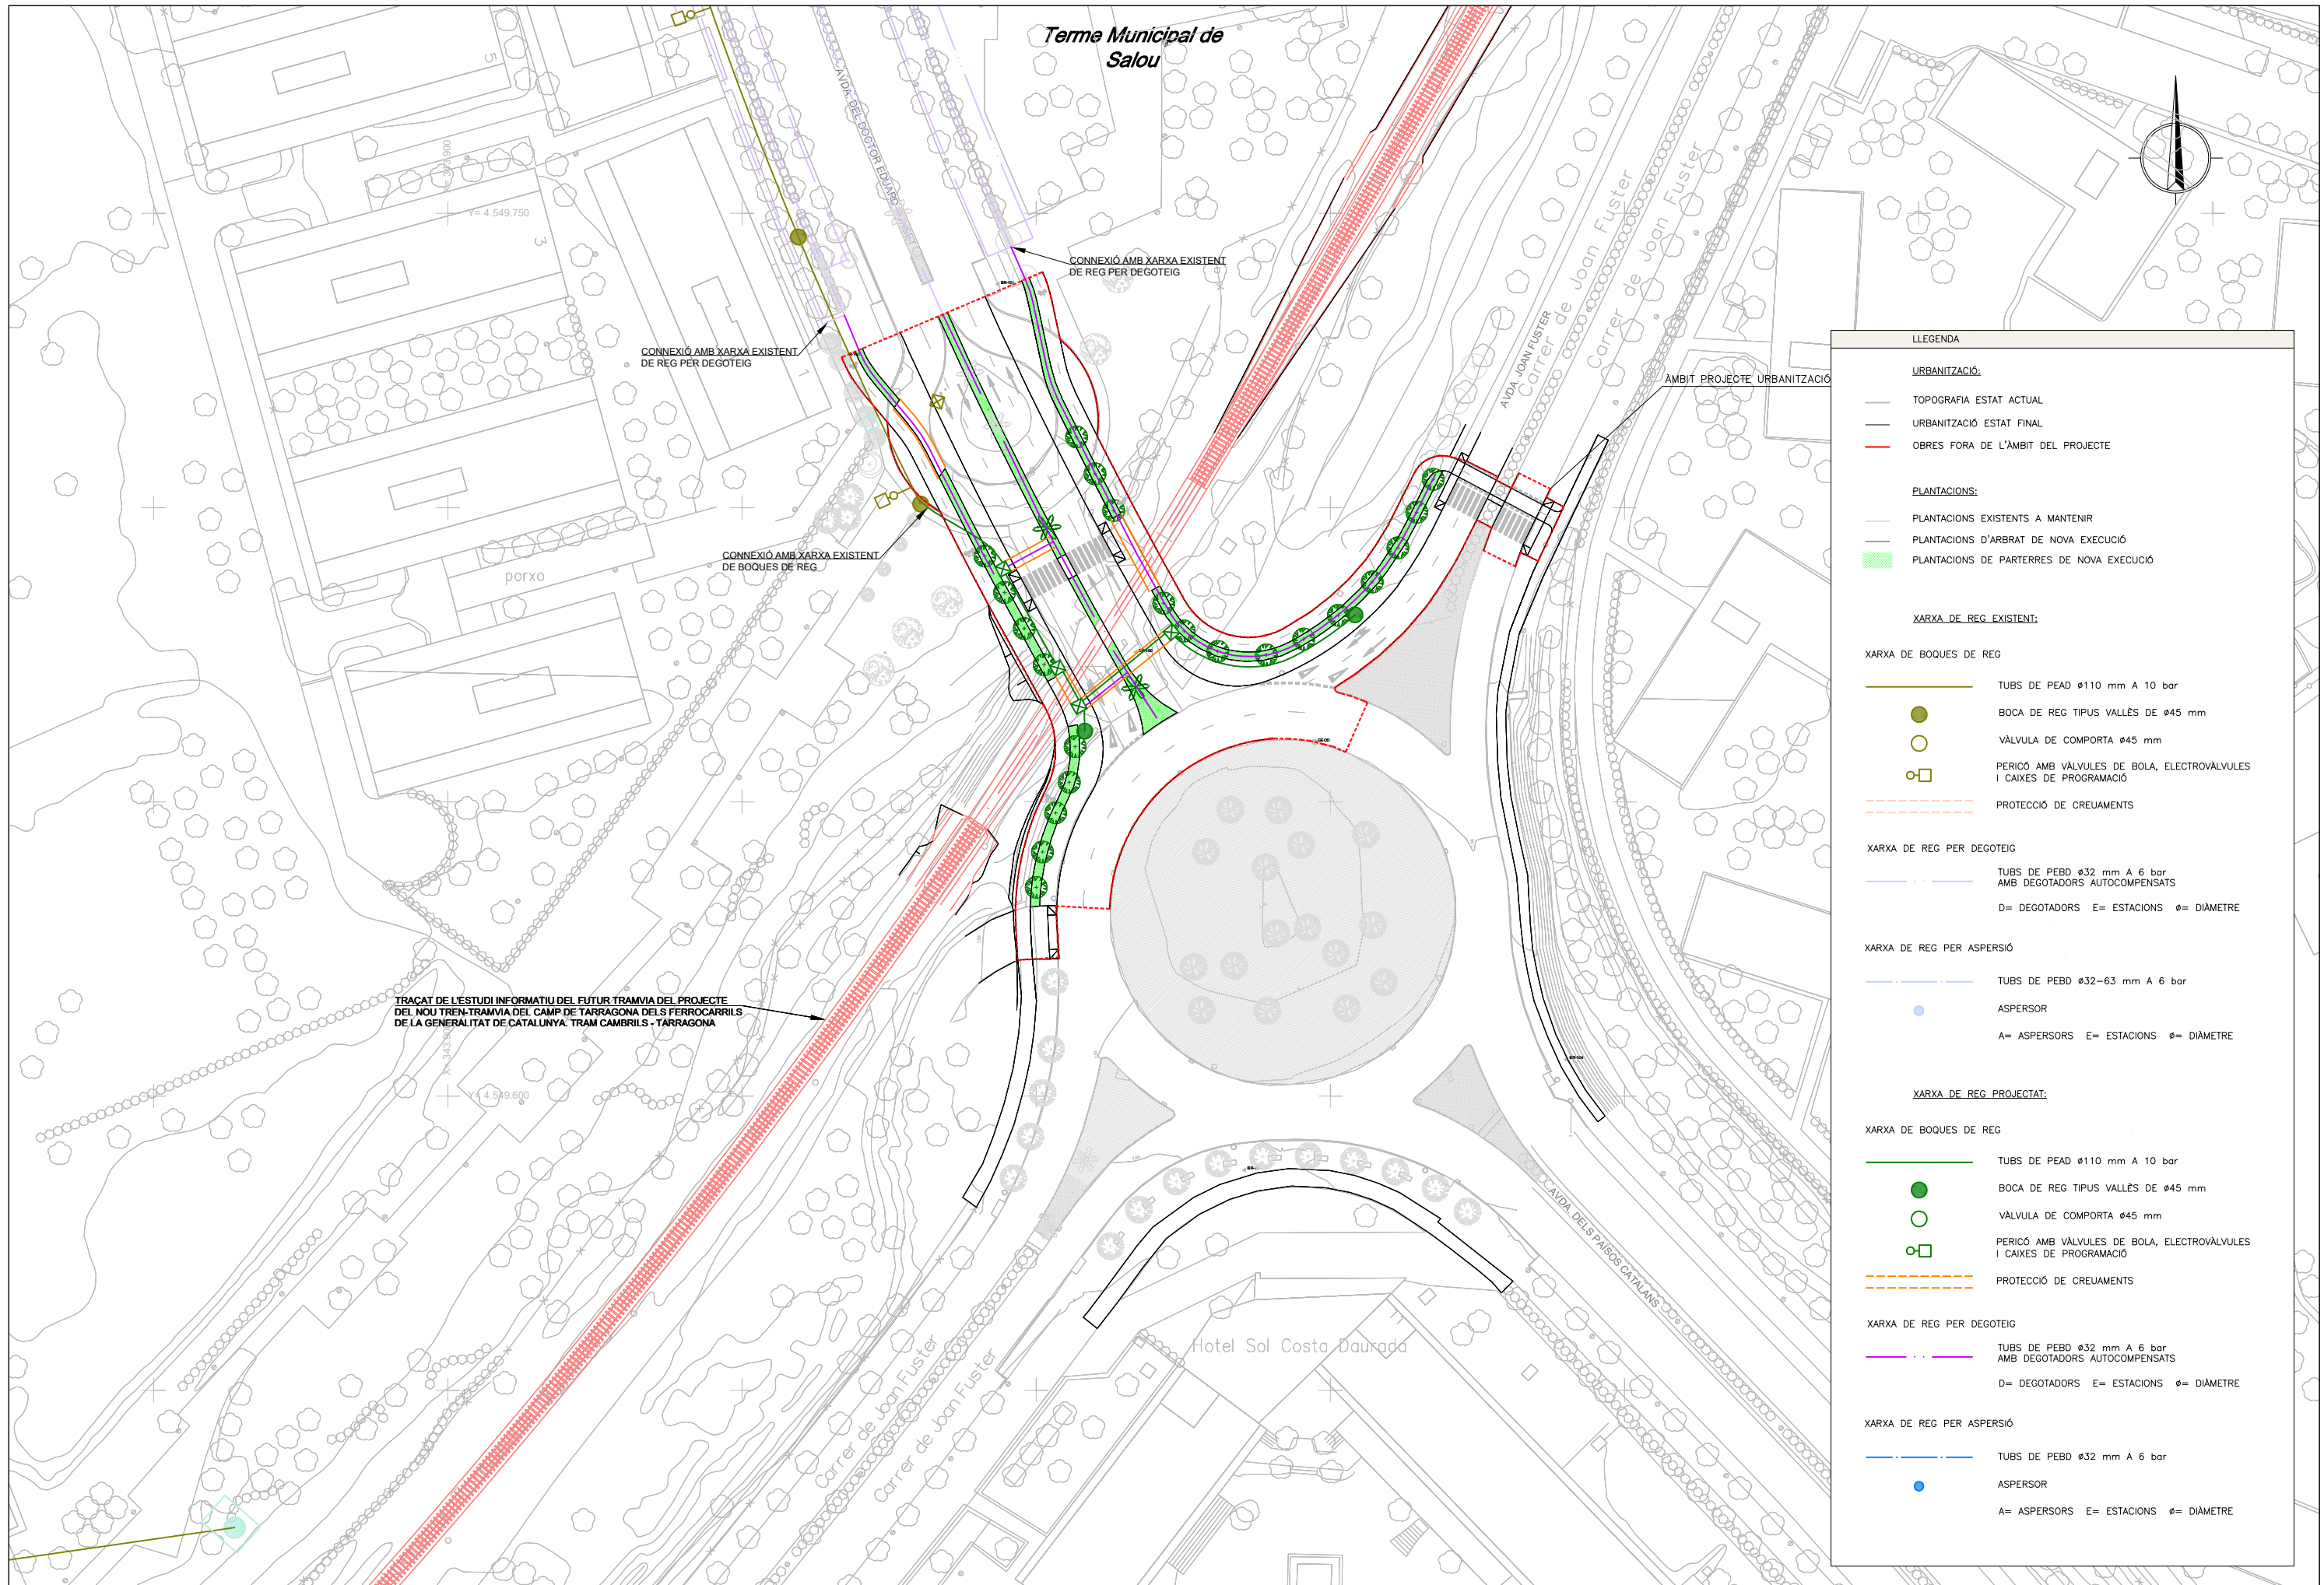 Terme Municipal de
Salou
AVDA. DEL DOCTOR EDUARD
5
X= 343.000
Y= 4.549.750
3
1
CONNEXIÓ AMB XARXA EXISTENT
DE REG PER DEGOTEIG
CONNEXIÓ AMB XARXA EXISTENT
DE REG PER DEGOTEIG
CONNEXIÓ AMB XARXA EXISTENT
DE BOQUES DE REG
porxo
AVDA. JOAN FUSTER
Carrer de Joan Fuster
Carrer de Joan Fuster
ÀMBIT PROJECTE URBANITZACIÓ
TRAÇAT DE L'ESTUDI INFORMATIU DEL FUTUR TRAMVIA DEL PROJECTE
DEL NOU TREN-TRAMVIA DEL CAMP DE TARRAGONA DELS FERROCARRILS
DE LA GENERALITAT DE CATALUNYA. TRAM CAMBRILS - TARRAGONA
Y= 4.549.600
AVDA. DELS PAÏSOS CATALANS
Hotel Sol Costa Daurada
Carrer de Joan Fuster
Carrer de Joan Fuster
LLEGENDA
URBANITZACIÓ:
TOPOGRAFIA ESTAT ACTUAL
URBANITZACIÓ ESTAT FINAL
OBRES FORA DE L'ÀMBIT DEL PROJECTE
PLANTACIONS:
PLANTACIONS EXISTENTS A MANTENIR
PLANTACIONS D'ARBRAT DE NOVA EXECUCIÓ
PLANTACIONS DE PARTERRES DE NOVA EXECUCIÓ
XARXA DE REG EXISTENT:
XARXA DE BOQUES DE REG
TUBS DE PEAD ø110 mm A 10 bar
BOCA DE REG TIPUS VALLÈS DE ø45 mm
VÀLVULA DE COMPORTA ø45 mm
PERICÓ AMB VÀLVULES DE BOLA, ELECTROVÀLVULES
I CAIXES DE PROGRAMACIÓ
PROTECCIÓ DE CREUAMENTS
XARXA DE REG PER DEGOTEIG
TUBS DE PEBD ø32 mm A 6 bar
AMB DEGOTADORS AUTOCOMPENSATS
D= DEGOTADORS E= ESTACIONS ø= DIÀMETRE
XARXA DE REG PER ASPERSIÓ
TUBS DE PEBD ø32-63 mm A 6 bar
ASPERSOR
A= ASPERSORS E= ESTACIONS ø= DIÀMETRE
XARXA DE REG PROJECTAT:
XARXA DE BOQUES DE REG
TUBS DE PEAD ø110 mm A 10 bar
BOCA DE REG TIPUS VALLÈS DE ø45 mm
VÀLVULA DE COMPORTA ø45 mm
PERICÓ AMB VÀLVULES DE BOLA, ELECTROVÀLVULES
I CAIXES DE PROGRAMACIÓ
PROTECCIÓ DE CREUAMENTS
XARXA DE REG PER DEGOTEIG
TUBS DE PEBD ø32 mm A 6 bar
AMB DEGOTADORS AUTOCOMPENSATS
D= DEGOTADORS E= ESTACIONS ø= DIÀMETRE
XARXA DE REG PER ASPERSIÓ
TUBS DE PEBD ø32 mm A 6 bar
ASPERSOR
A= ASPERSORS E= ESTACIONS ø= DIÀMETRE